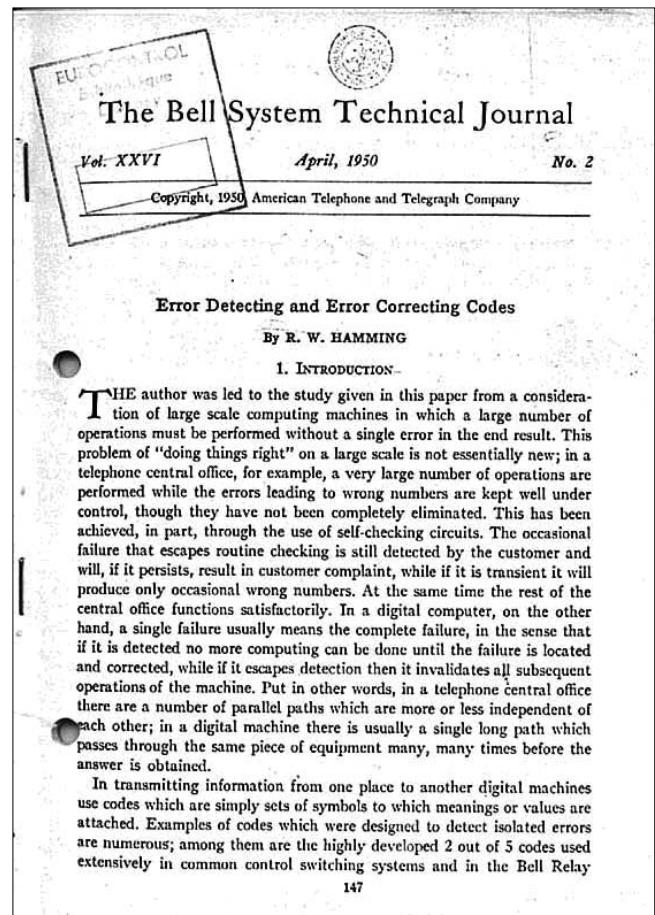 EUROCONTROL
The Bell System Technical Journal
Vol. XXVI April, 1950 No. 2
Copyright, 1950, American Telephone and Telegraph Company
Error Detecting and Error Correcting Codes
By R. W. HAMMING
1. Introduction
THE author was led to the study given in this paper from a considera-
tion of large scale computing machines in which a large number of
operations must be performed without a single error in the end result. This
problem of "doing things right" on a large scale is not essentially new; in a
telephone central office, for example, a very large number of operations are
performed while the errors leading to wrong numbers are kept well under
control, though they have not been completely eliminated. This has been
achieved, in part, through the use of self-checking circuits. The occasional
failure that escapes routine checking is still detected by the customer and
will, if it persists, result in customer complaint, while if it is transient it will
produce only occasional wrong numbers. At the same time the rest of the
central office functions satisfactorily. In a digital computer, on the other
hand, a single failure usually means the complete failure, in the sense that
if it is detected no more computing can be done until the failure is located
and corrected, while if it escapes detection then it invalidates all subsequent
operations of the machine. Put in other words, in a telephone central office
there are a number of parallel paths which are more or less independent of
each other; in a digital machine there is usually a single long path which
passes through the same piece of equipment many, many times before the
answer is obtained.
In transmitting information from one place to another digital machines
use codes which are simply sets of symbols to which meanings or values are
attached. Examples of codes which were designed to detect isolated errors
are numerous; among them are the highly developed 2 out of 5 codes used
extensively in common control switching systems and in the Bell Relay
147